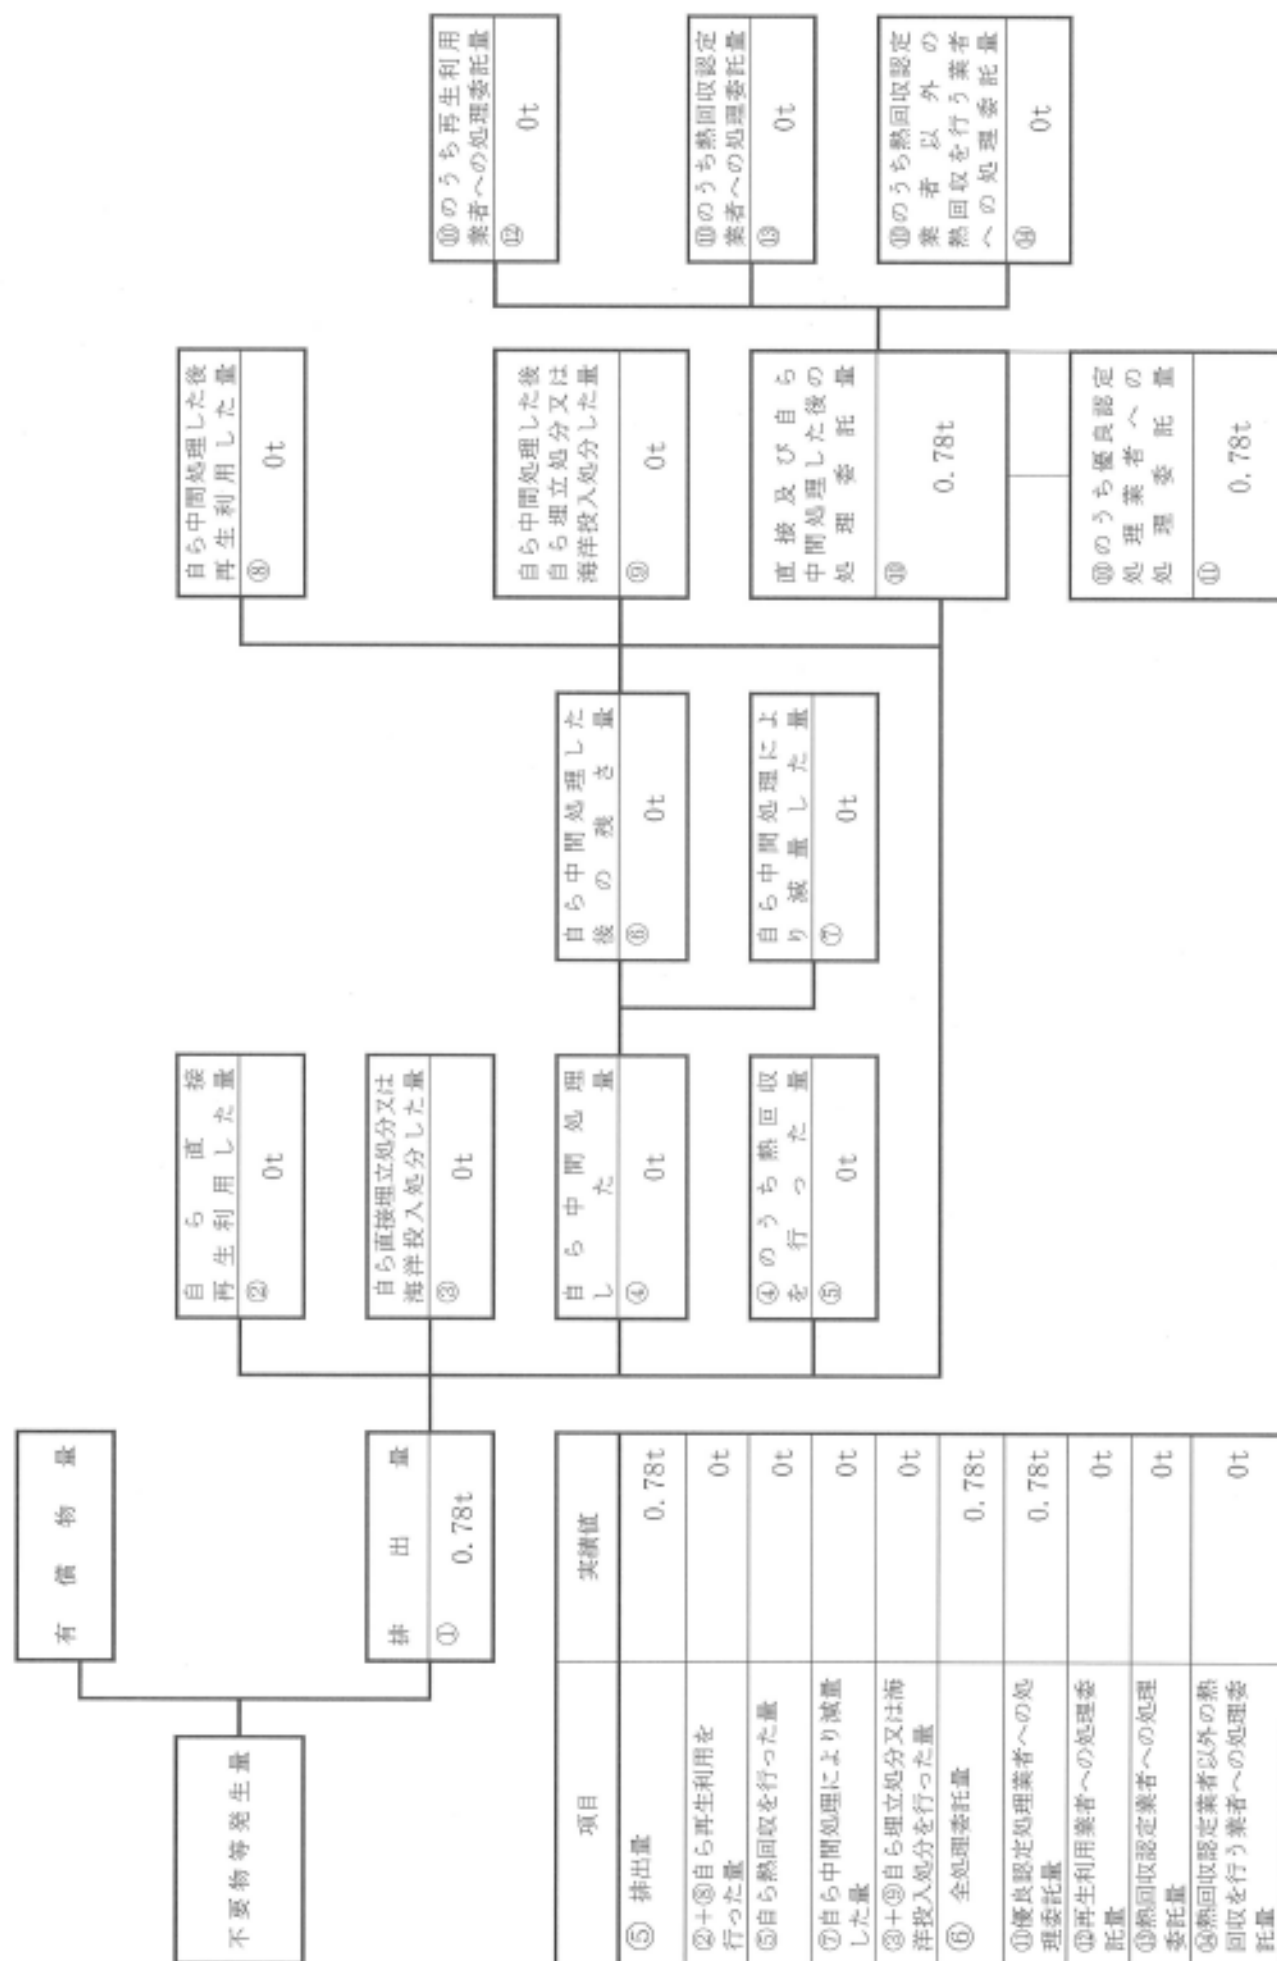 不要物等発生量
有償物量
排出量
① 0.78t
自ら直接
再生利用した量
② 0t
自ら直接埋立処分又は
海洋投入処分した量
③ 0t
自ら中間処理
した量
④ 0t
④のうち熱回収
を行った量
⑤ 0t
自ら中間処理した
後の残さ量
⑥ 0t
自ら中間処理によ
り減量した量
⑦ 0t
自ら中間処理した後
再生利用した量
⑧ 0t
自ら中間処理した後
自ら埋立処分又は
海洋投入処分した量
⑨ 0t
直接及び自ら
中間処理した後の
処理委託量
⑩ 0.78t
⑩のうち優良認定
処理業者への
処理委託量
⑪ 0.78t
⑩のうち再生利用
業者への処理委託量
⑫ 0t
⑩のうち熱回収認定
業者への処理委託量
⑬ 0t
⑩のうち熱回収認定
業者以外の
熱回収を行う業者
への処理委託量
⑭ 0t
項目 実績値
⑤ 排出量 0.78t
②+⑧自ら再生利用を
行った量 0t
⑤自ら熱回収を行った量 0t
⑦自ら中間処理により減量
した量 0t
③+⑨自ら埋立処分又は海
洋投入処分を行った量 0t
⑥ 全処理委託量 0.78t
⑪優良認定処理業者への処
理委託量 0.78t
⑫再生利用業者への処理委
託量 0t
⑬熱回収認定業者への処理
委託量 0t
⑭熱回収認定業者以外の熱
回収を行う業者への処理委
託量 0t